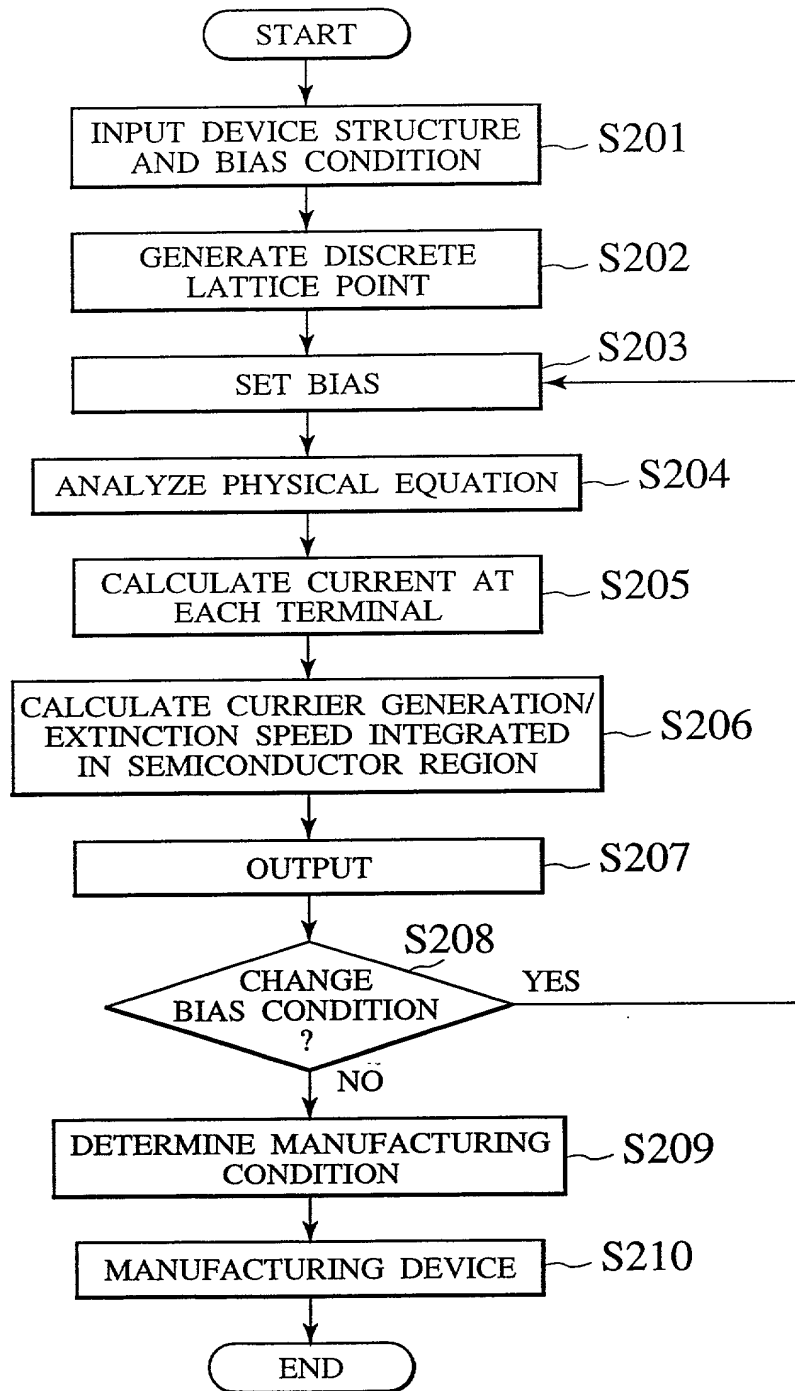 START
INPUT DEVICE STRUCTURE
AND BIAS CONDITION
S201
GENERATE DISCRETE
LATTICE POINT
S202
SET BIAS
S203
ANALYZE PHYSICAL EQUATION
S204
CALCULATE CURRENT AT
EACH TERMINAL
S205
CALCULATE CURRIER GENERATION/
EXTINCTION SPEED INTEGRATED
IN SEMICONDUCTOR REGION
S206
OUTPUT
S207
S208
CHANGE
BIAS CONDITION
?
YES
NO
DETERMINE MANUFACTURING
CONDITION
S209
MANUFACTURING DEVICE
S210
END